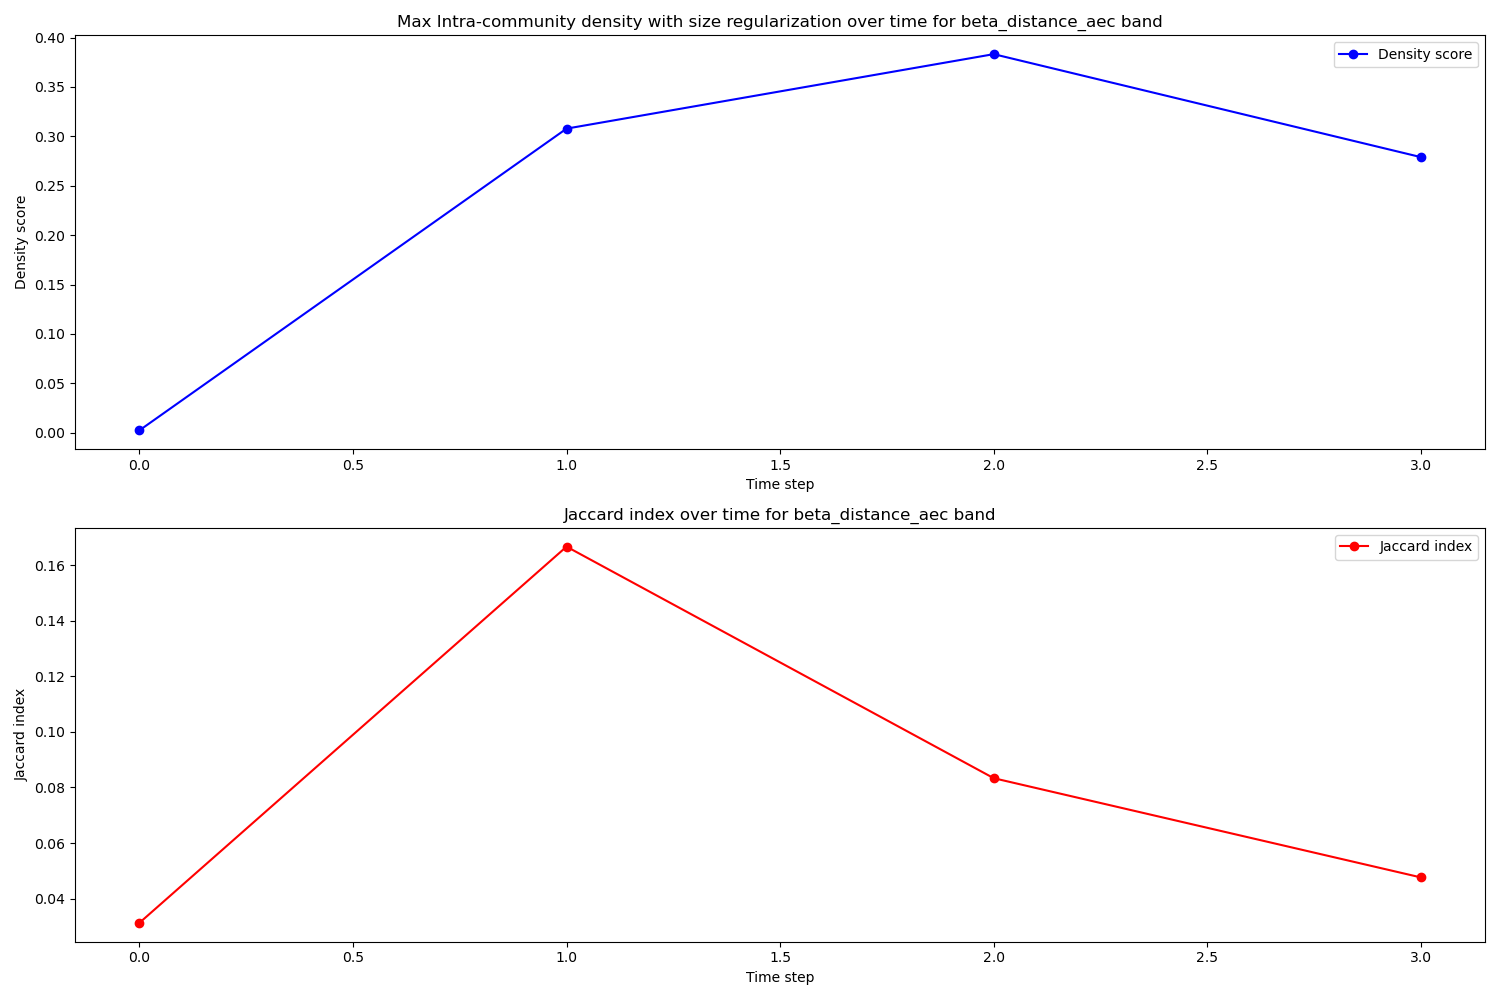 Max Intra-community density with size regularization over time for beta_distance_aec band
Density score
0.40
0.35
0.30
0.25
0.20
0.15
0.10
0.05
0.00
Density score
0.0 0.5 1.0 1.5 2.0 2.5 3.0
Time step
Jaccard index over time for beta_distance_aec band
Jaccard index
0.16
0.14
0.12
0.10
0.08
0.06
0.04
Jaccard index
0.0 0.5 1.0 1.5 2.0 2.5 3.0
Time step